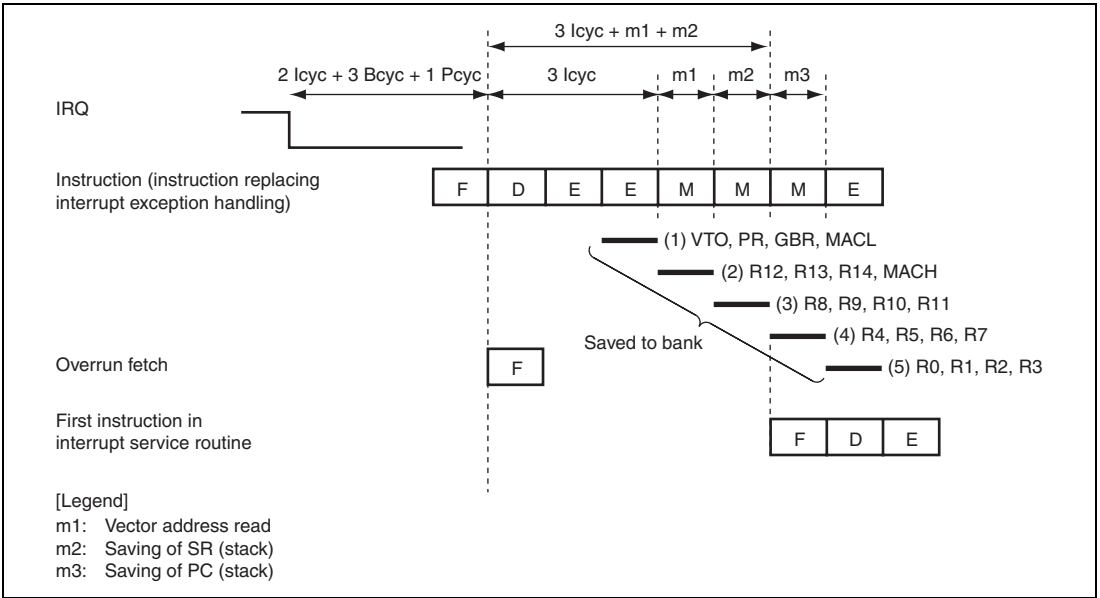 3 Icyc + m1 + m2
2 Icyc + 3 Bcyc + 1 Pcyc 3 Icyc m1 m2 m3
IRQ
Instruction (instruction replacing
interrupt exception handling)
F D E E M M M E
(1) VTO, PR, GBR, MACL
(2) R12, R13, R14, MACH
(3) R8, R9, R10, R11
(4) R4, R5, R6, R7
Saved to bank
(5) R0, R1, R2, R3
Overrun fetch
F
First instruction in
interrupt service routine
F D E
[Legend]
m1: Vector address read
m2: Saving of SR (stack)
m3: Saving of PC (stack)